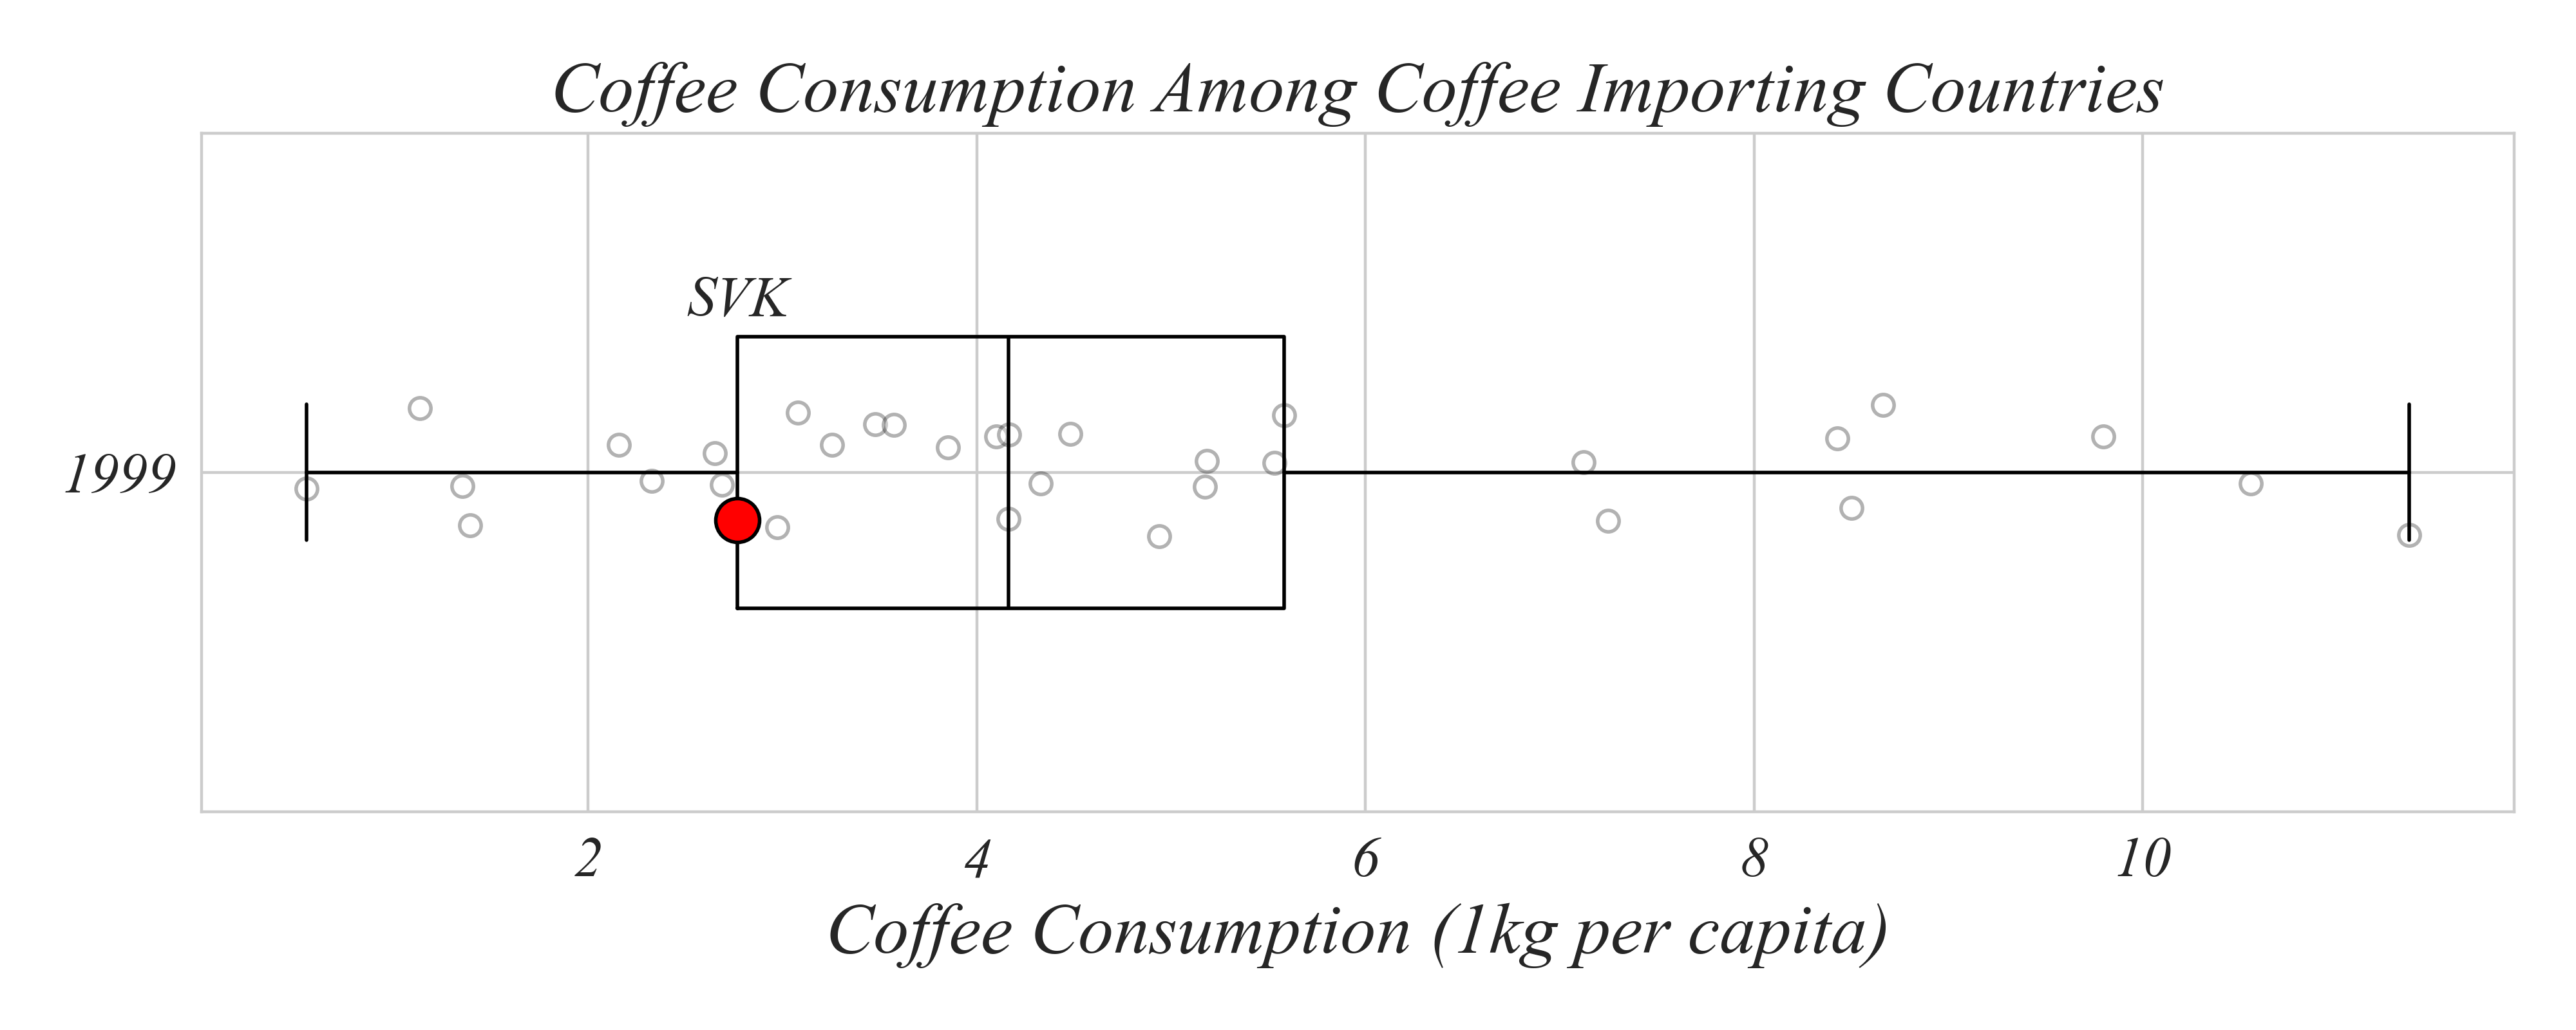 Coffee Consumption Among Coffee Importing Countries
SVK
1999
2 4 6 8 10
Coffee Consumption (1kg per capita)